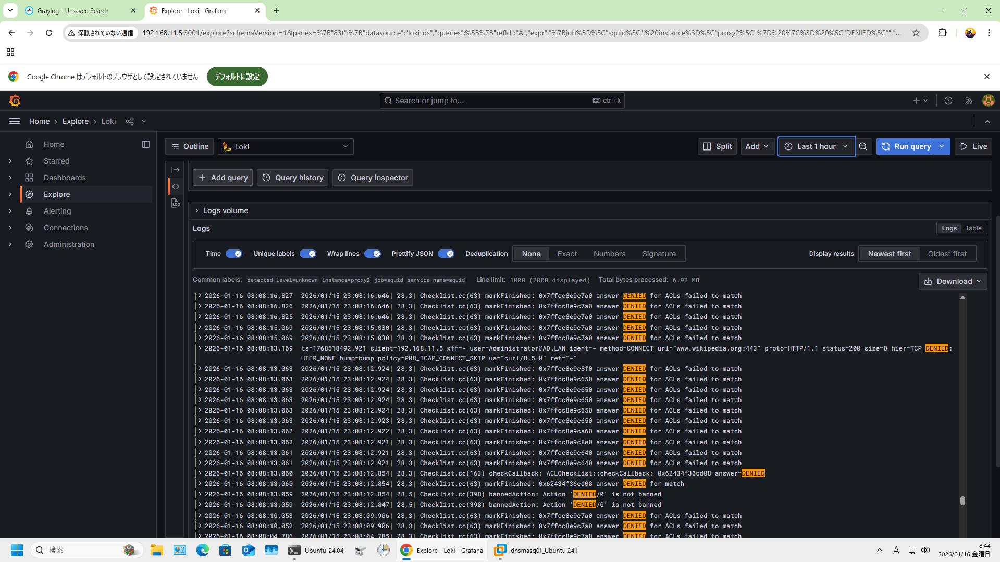 Graylog - Unsaved Search
Explore - Loki - Grafana
保護されていない通信
192.168.11.5:3001/explore?schemaVersion=1&panes=%7B"83t":%7B"datasource":"loki_ds","queries":%5B%7B"refId":"A","expr":"%7Bjob%3D%5C"squid%5C",%20instance%3D%5C"proxy2%5C"%7D%20%7C%3D%20%5C"DENIED%5C"","...
Google Chrome はデフォルトのブラウザとして設定されていません
デフォルトに設定
Search or jump to...
ctrl+k
Home › Explore › Loki
Home
Starred
Dashboards
Explore
Alerting
Connections
Administration
Outline
Loki
Split
Add
Last 1 hour
Run query
Live
Add query
Query history
Query inspector
Logs volume
Logs
Logs
Table
Time
Unique labels
Wrap lines
Prettify JSON
Deduplication
None
Exact
Numbers
Signature
Display results
Newest first
Oldest first
Common labels: detected_level=unknown instance=proxy2 job=squid service_name=squid Line limit: 1000 (2000 displayed) Total bytes processed: 6.92 MB
Download
2026-01-16 08:08:16.827 2026/01/15 23:08:16.646| 28,3| Checklist.cc(63) markFinished: 0x7ffcc8e9c7a0 answer DENIED for ACLs failed to match
2026-01-16 08:08:16.826 2026/01/15 23:08:16.646| 28,3| Checklist.cc(63) markFinished: 0x7ffcc8e9c7a0 answer DENIED for ACLs failed to match
2026-01-16 08:08:16.825 2026/01/15 23:08:16.646| 28,3| Checklist.cc(63) markFinished: 0x7ffcc8e9c7a0 answer DENIED for ACLs failed to match
2026-01-16 08:08:15.069 2026/01/15 23:08:15.030| 28,3| Checklist.cc(63) markFinished: 0x7ffcc8e9c7a0 answer DENIED for ACLs failed to match
2026-01-16 08:08:15.069 2026/01/15 23:08:15.030| 28,3| Checklist.cc(63) markFinished: 0x7ffcc8e9c7a0 answer DENIED for ACLs failed to match
2026-01-16 08:08:13.169 ts=1768518492.921 client=192.168.11.5 xff=- user=Administrator@AD.LAN ident=- method=CONNECT url="www.wikipedia.org:443" proto=HTTP/1.1 status=200 size=0 hier=TCP_DENIED:
HIER_NONE bump=bump policy=P08_ICAP_CONNECT_SKIP ua="curl/8.5.0" ref="-"
2026-01-16 08:08:13.063 2026/01/15 23:08:12.924| 28,3| Checklist.cc(63) markFinished: 0x7ffcc8e9c8f0 answer DENIED for ACLs failed to match
2026-01-16 08:08:13.063 2026/01/15 23:08:12.924| 28,3| Checklist.cc(63) markFinished: 0x7ffcc8e9c650 answer DENIED for ACLs failed to match
2026-01-16 08:08:13.063 2026/01/15 23:08:12.924| 28,3| Checklist.cc(63) markFinished: 0x7ffcc8e9c650 answer DENIED for ACLs failed to match
2026-01-16 08:08:13.063 2026/01/15 23:08:12.924| 28,3| Checklist.cc(63) markFinished: 0x7ffcc8e9c650 answer DENIED for ACLs failed to match
2026-01-16 08:08:13.063 2026/01/15 23:08:12.924| 28,3| Checklist.cc(63) markFinished: 0x7ffcc8e9c650 answer DENIED for ACLs failed to match
2026-01-16 08:08:13.063 2026/01/15 23:08:12.923| 28,3| Checklist.cc(63) markFinished: 0x7ffcc8e9c650 answer DENIED for ACLs failed to match
2026-01-16 08:08:13.062 2026/01/15 23:08:12.922| 28,3| Checklist.cc(63) markFinished: 0x7ffcc8e9ca60 answer DENIED for ACLs failed to match
2026-01-16 08:08:13.062 2026/01/15 23:08:12.921| 28,3| Checklist.cc(63) markFinished: 0x7ffcc8e9c8e0 answer DENIED for ACLs failed to match
2026-01-16 08:08:13.061 2026/01/15 23:08:12.921| 28,3| Checklist.cc(63) markFinished: 0x7ffcc8e9c640 answer DENIED for ACLs failed to match
2026-01-16 08:08:13.061 2026/01/15 23:08:12.921| 28,3| Checklist.cc(63) markFinished: 0x7ffcc8e9c640 answer DENIED for ACLs failed to match
2026-01-16 08:08:13.060 2026/01/15 23:08:12.854| 28,3| Checklist.cc(163) checkCallback: ACLChecklist::checkCallback: 0x62434f36cd08 answer=DENIED
2026-01-16 08:08:13.060 2026/01/15 23:08:12.854| 28,3| Checklist.cc(63) markFinished: 0x62434f36cd08 answer DENIED for match
2026-01-16 08:08:13.059 2026/01/15 23:08:12.854| 28,5| Checklist.cc(398) bannedAction: Action 'DENIED/0' is not banned
2026-01-16 08:08:13.059 2026/01/15 23:08:12.847| 28,5| Checklist.cc(398) bannedAction: Action 'DENIED/0' is not banned
2026-01-16 08:08:10.053 2026/01/15 23:08:09.906| 28,3| Checklist.cc(63) markFinished: 0x7ffcc8e9c7a0 answer DENIED for ACLs failed to match
2026-01-16 08:08:10.052 2026/01/15 23:08:09.906| 28,3| Checklist.cc(63) markFinished: 0x7ffcc8e9c7a0 answer DENIED for ACLs failed to match
2026-01-16 08:08:04.786 2026/01/15 23:08:04.785| 28,3| Checklist.cc(63) markFinished: 0x7ffcc8e9c7a0 answer DENIED for ACLs failed to match
検索
Ubuntu-24.04
Explore - Loki - Grafana
dnsmasq01_Ubuntu 24.0
A
8:44
2026/01/16 金曜日